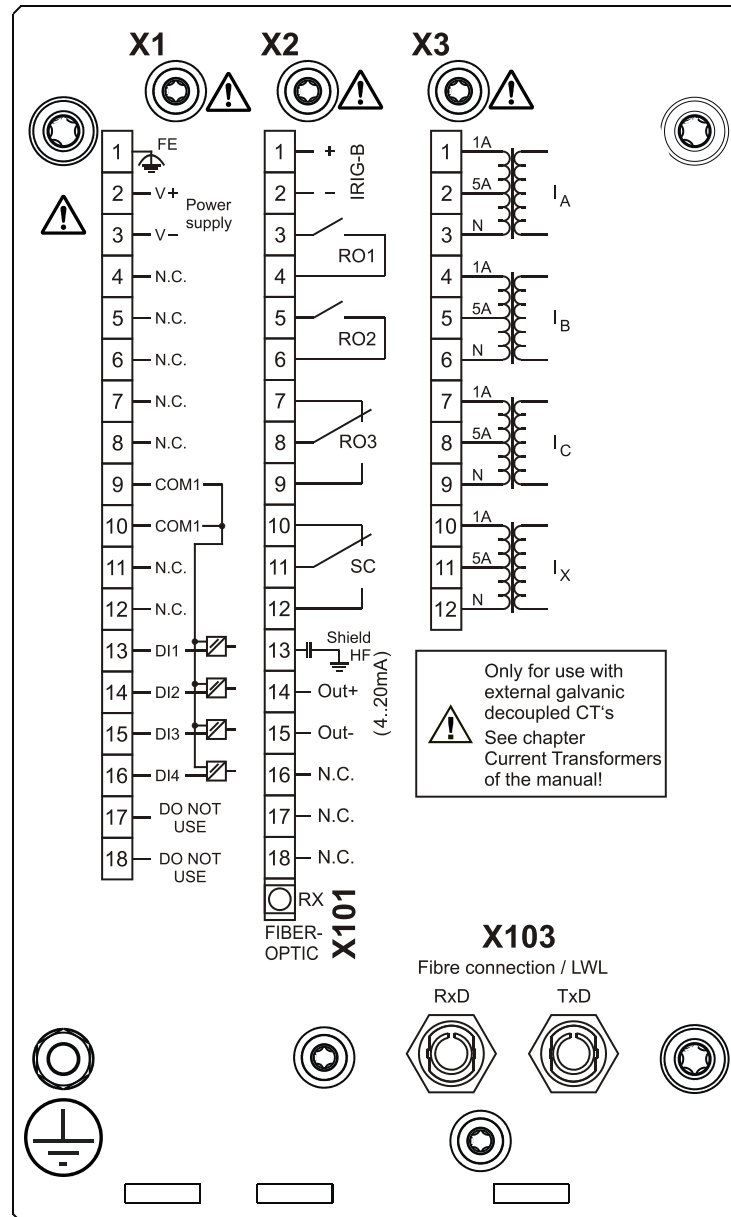 X1
1 FE
2 V+ Power
supply
3 V–
4 N.C.
5 N.C.
6 N.C.
7 N.C.
8 N.C.
9 COM1
10 COM1
11 N.C.
12 N.C.
13 DI1
14 DI2
15 DI3
16 DI4
17 DO NOT
USE
18 DO NOT
USE
X2
1 +
2 –
IRIG-B
3
RO1
4
5
RO2
6
7
8 RO3
9
10
11 SC
12
13 Shield
HF
14 Out+
15 Out-
(4..20mA)
16 N.C.
17 N.C.
18 N.C.
RX
FIBER-
OPTIC
X101
X3
1 1A
2 5A IA
3 N
4 1A
5 5A IB
6 N
7 1A
8 5A IC
9 N
10 1A
11 5A IX
12 N
Only for use with
external galvanic
decoupled CT‘s
See chapter
Current Transformers
of the manual!
X103
Fibre connection / LWL
RxD TxD